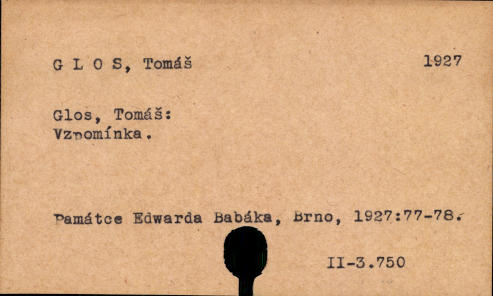 G L O S, Tomáš 1927
Glos, Tomáš:
Vzpomínka.
Památce Edwarda Babáka, Brno, 1927:77-78.
II-3.750